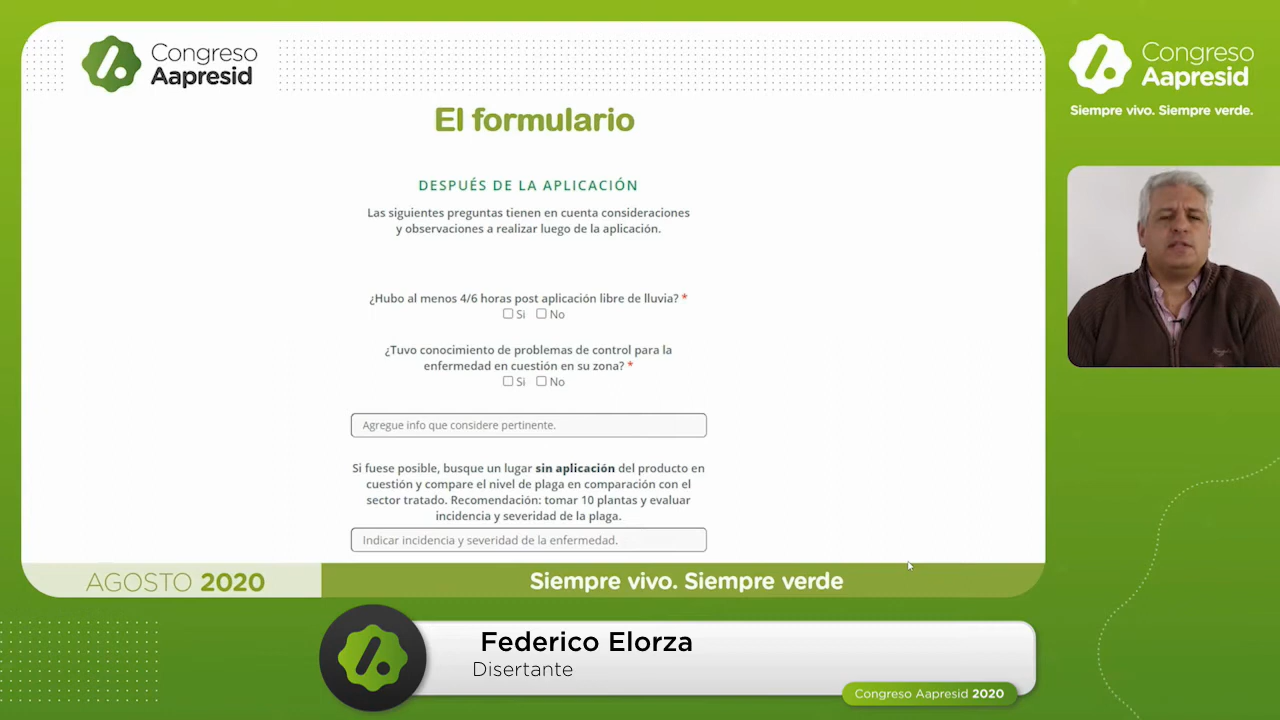 Congreso
Aapresid
Congreso
Aapresid
Siempre vivo. Siempre verde.
El formulario
DESPUÉS DE LA APLICACIÓN
Las siguientes preguntas tienen en cuenta consideraciones
y observaciones a realizar luego de la aplicación.
¿Hubo al menos 4/6 horas post aplicación libre de lluvia? *
Si No
¿Tuvo conocimiento de problemas de control para la
enfermedad en cuestión en su zona? *
Si No
Agregue info que considere pertinente.
Si fuese posible, busque un lugar sin aplicación del producto en
cuestión y compare el nivel de plaga en comparación con el
sector tratado. Recomendación: tomar 10 plantas y evaluar
incidencia y severidad de la plaga.
Indicar incidencia y severidad de la enfermedad.
AGOSTO 2020
Siempre vivo. Siempre verde
Federico Elorza
Disertante
Congreso Aapresid 2020